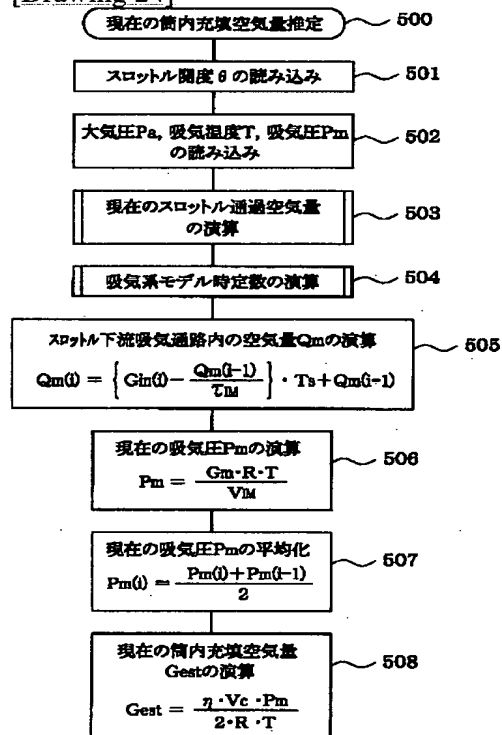 現在の筒内充填空気量推定
500
スロットル開度θの読み込み
501
大気圧Pa, 吸気温度T, 吸気圧Pm
の読み込み
502
現在のスロットル通過空気量
の演算
503
吸気系モデル時定数の演算
504
スロットル下流吸気通路内の空気量Qmの演算
Qm(i) = { Gin(i) − Qm(i−1) / τIM } · Ts + Qm(i−1)
505
現在の吸気圧Pmの演算
Pm = Gm·R·T / VIM
506
現在の吸気圧Pmの平均化
Pm(i) = Pm(i)+Pm(i−1) / 2
507
現在の筒内充填空気量
Gestの演算
Gest = η·Vc·Pm / 2·R·T
508